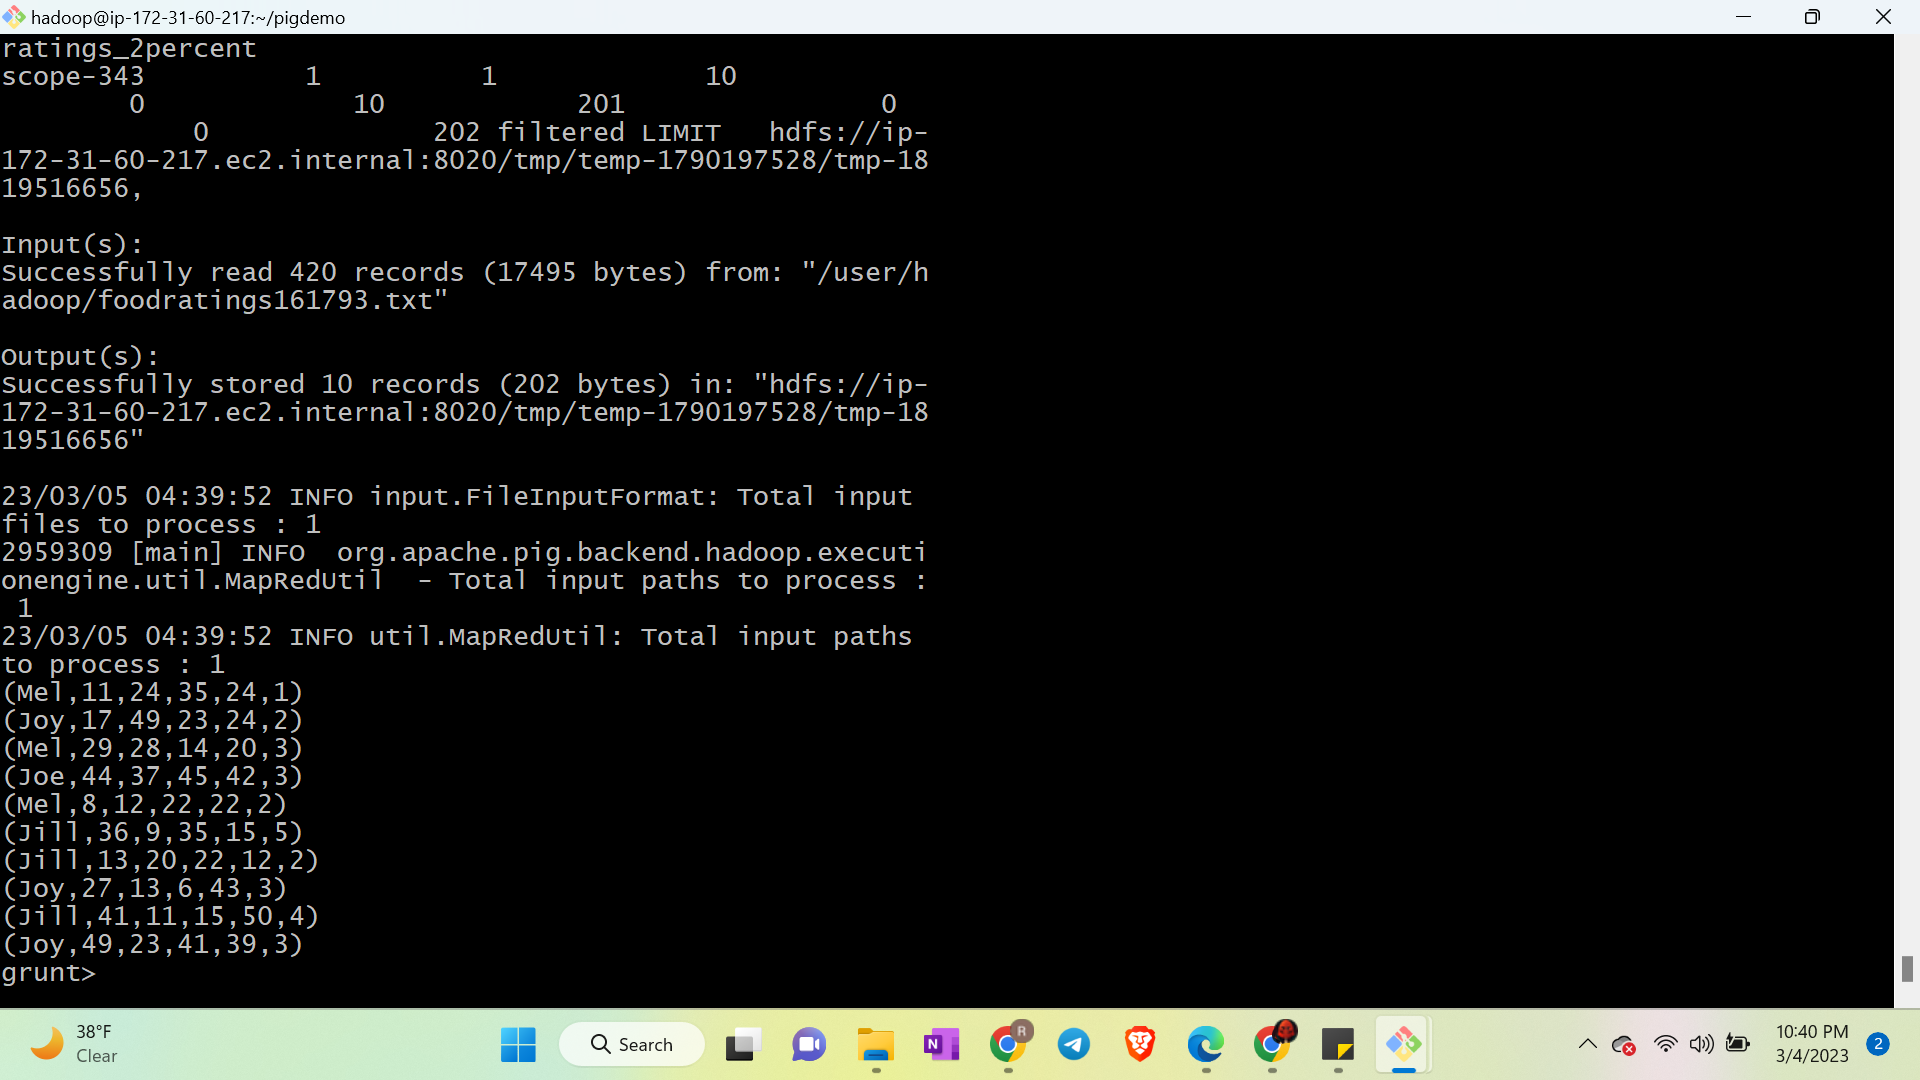 hadoop@ip-172-31-60-217:~/pigdemo
ratings_2percent
scope-343 1 1 10
0 10 201 0
0 202 filtered LIMIT hdfs://ip-
172-31-60-217.ec2.internal:8020/tmp/temp-1790197528/tmp-18
19516656,
Input(s):
Successfully read 420 records (17495 bytes) from: "/user/h
adoop/foodratings161793.txt"
Output(s):
Successfully stored 10 records (202 bytes) in: "hdfs://ip-
172-31-60-217.ec2.internal:8020/tmp/temp-1790197528/tmp-18
19516656"
23/03/05 04:39:52 INFO input.FileInputFormat: Total input
files to process : 1
2959309 [main] INFO  org.apache.pig.backend.hadoop.executi
onengine.util.MapRedUtil  - Total input paths to process :
1
23/03/05 04:39:52 INFO util.MapRedUtil: Total input paths
to process : 1
(Mel,11,24,35,24,1)
(Joy,17,49,23,24,2)
(Mel,29,28,14,20,3)
(Joe,44,37,45,42,3)
(Mel,8,12,22,22,2)
(Jill,36,9,35,15,5)
(Jill,13,20,22,12,2)
(Joy,27,13,6,43,3)
(Jill,41,11,15,50,4)
(Joy,49,23,41,39,3)
grunt>
38°F
Clear
Search
N
R
10:40 PM
3/4/2023
2